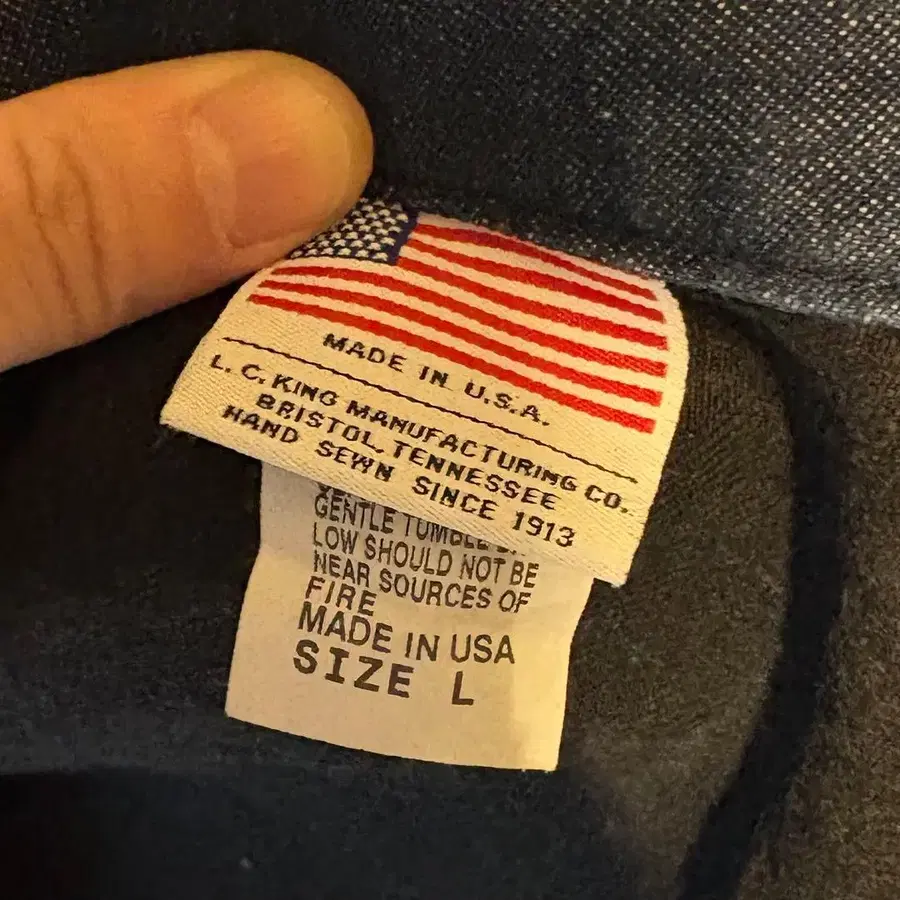 MADE IN U.S.A.
L. C. KING MANUFACTURING CO.
BRISTOL, TENNESSEE
HAND SEWN SINCE 1913
GENTLE TUMBLE
LOW SHOULD NOT BE
NEAR SOURCES OF
FIRE
MADE IN USA
SIZE L